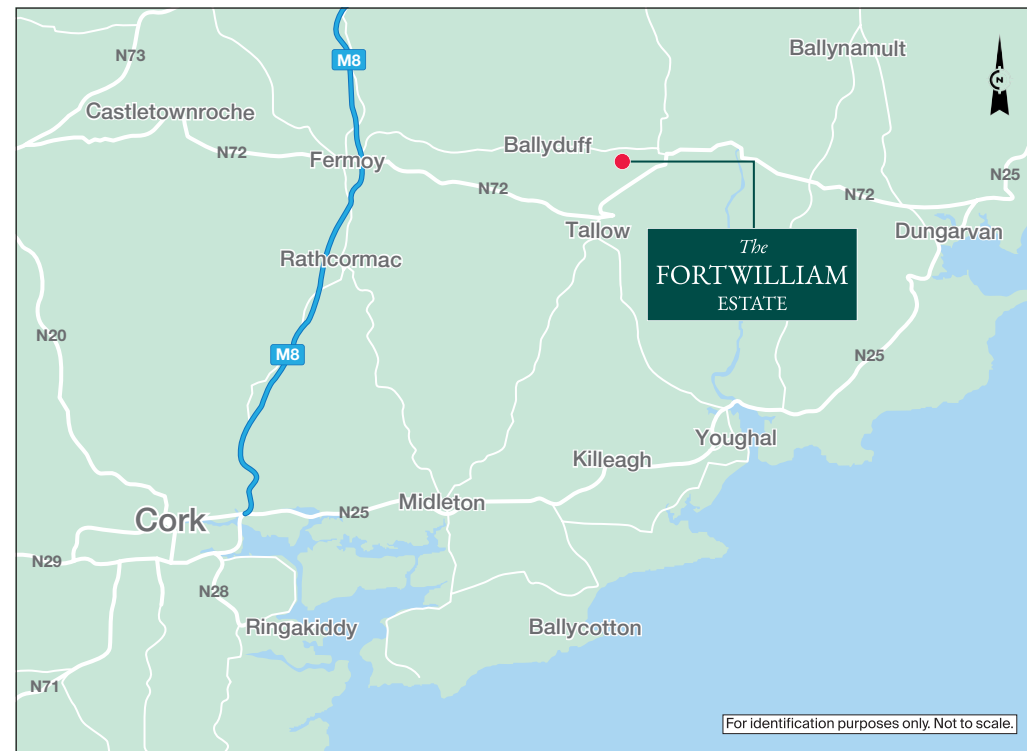 M8
Ballynamult
N73
N
Castletownroche
Ballyduff
N72
Fermoy
N25
N72
N72
Tallow
Dungarvan
The
FORTWILLIAM
ESTATE
Rathcormac
N20
M8
N25
Youghal
Killeagh
Midleton
N25
Cork
N29
N28
Ringakiddy
Ballycotton
N71
For identification purposes only. Not to scale.